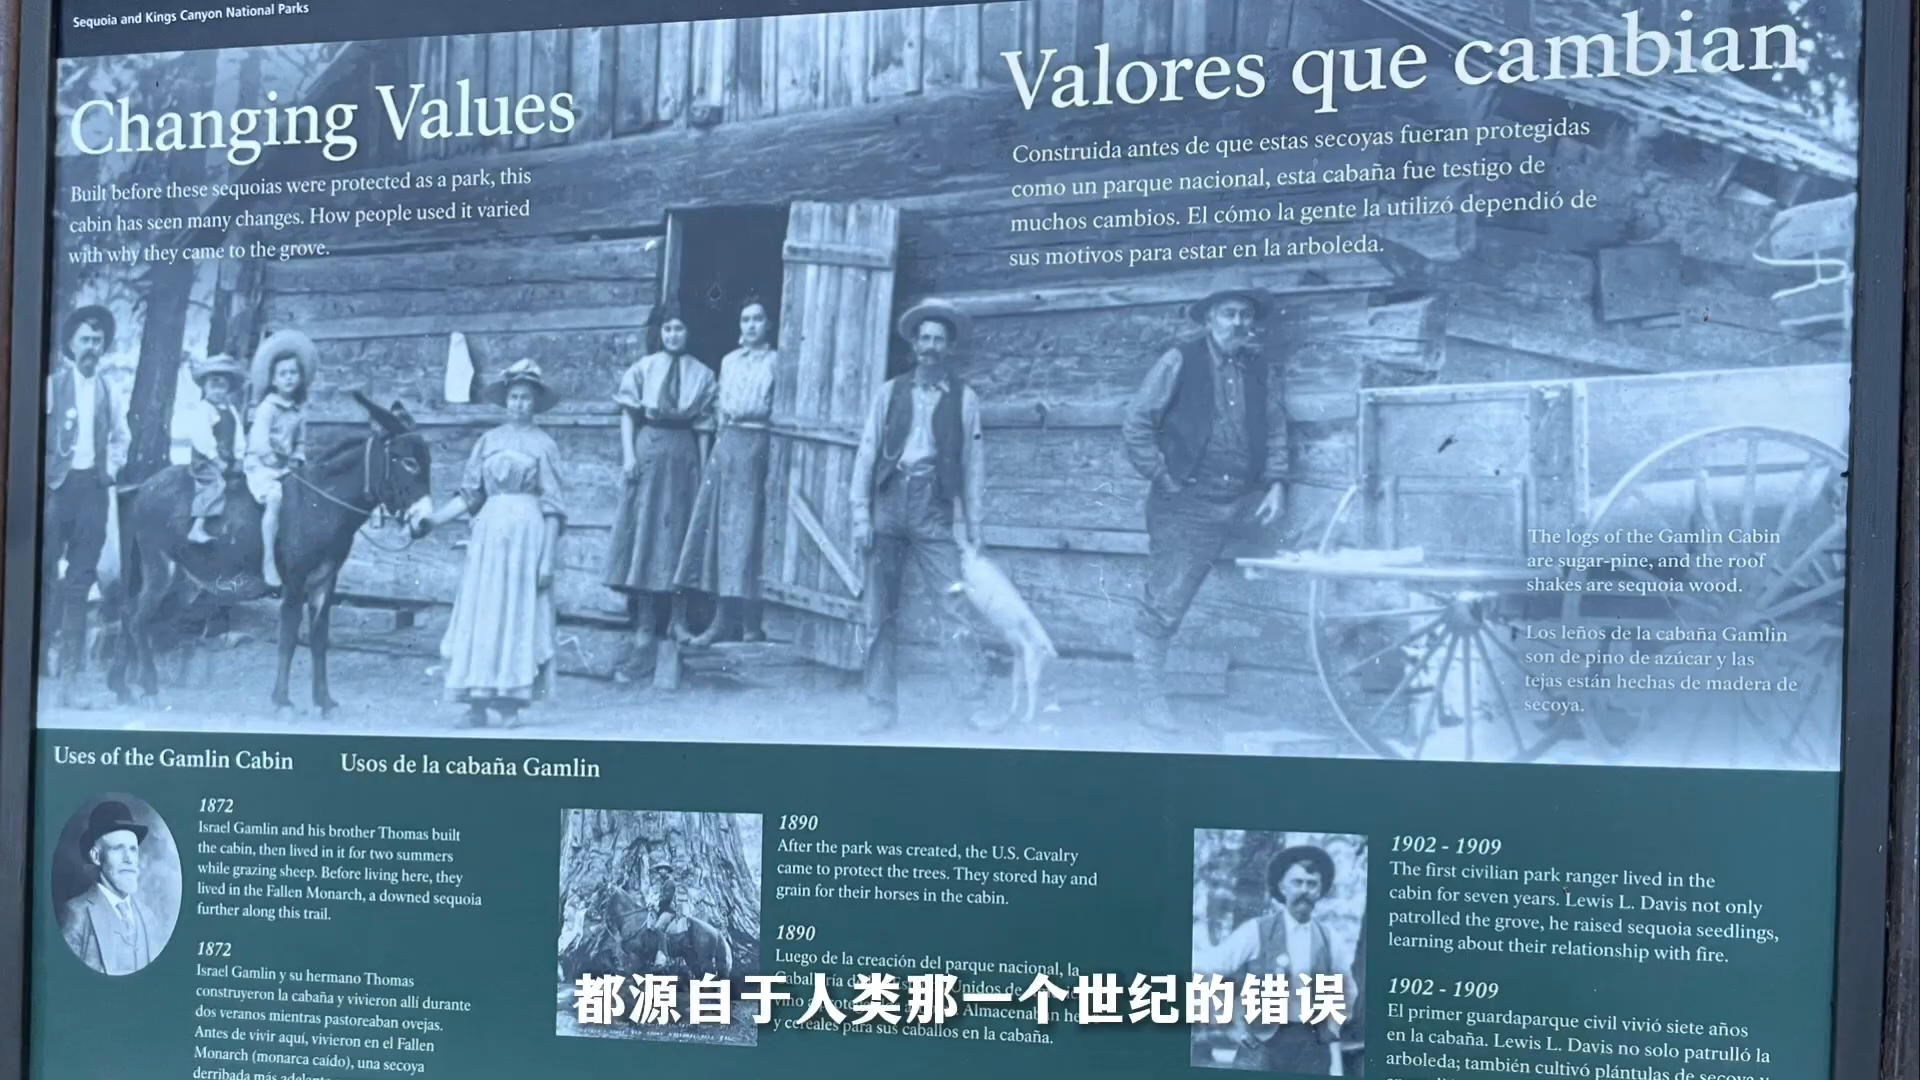 Sequoia and Kings Canyon National Parks
Changing Values
Built before these sequoias were protected as a park, this
cabin has seen many changes. How people used it varied
with why they came to the grove.
Valores que cambian
Construida antes de que estas secoyas fueran protegidas
como un parque nacional, esta cabaña fue testigo de
muchos cambios. El cómo la gente la utilizó dependió de
sus motivos para estar en la arboleda.
The logs of the Gamlin Cabin
are sugar-pine, and the roof
shakes are sequoia wood.
Los leños de la cabaña Gamlin
son de pino de azúcar y las
tejas están hechas de madera de
secoya.
Uses of the Gamlin Cabin
Usos de la cabaña Gamlin
1872
Israel Gamlin and his brother Thomas built
the cabin, then lived in it for two summers
while grazing sheep. Before living here, they
lived in the Fallen Monarch, a downed sequoia
further along this trail.
1872
Israel Gamlin y su hermano Thomas
construyeron la cabaña y vivieron allí durante
dos veranos mientras pastoreaban ovejas.
Antes de vivir aquí, vivieron en el Fallen
Monarch (monarca caído), una secoya
derribada más
1890
After the park was created, the U.S. Cavalry
came to protect the trees. They stored hay and
grain for their horses in the cabin.
1890
Luego de la creación del parque nacional, la
Unidos de
Almacenaban
y cereales para sus caballos en la cabaña.
1902 - 1909
The first civilian park ranger lived in the
cabin for seven years. Lewis L. Davis not only
patrolled the grove, he raised sequoia seedlings,
learning about their relationship with fire.
1902 - 1909
El primer guardaparque civil vivió siete años
en la cabaña. Lewis L. Davis no solo patrulló la
arboleda; también cultivó plántulas de secoya y
都源自于人类那一个世纪的错误